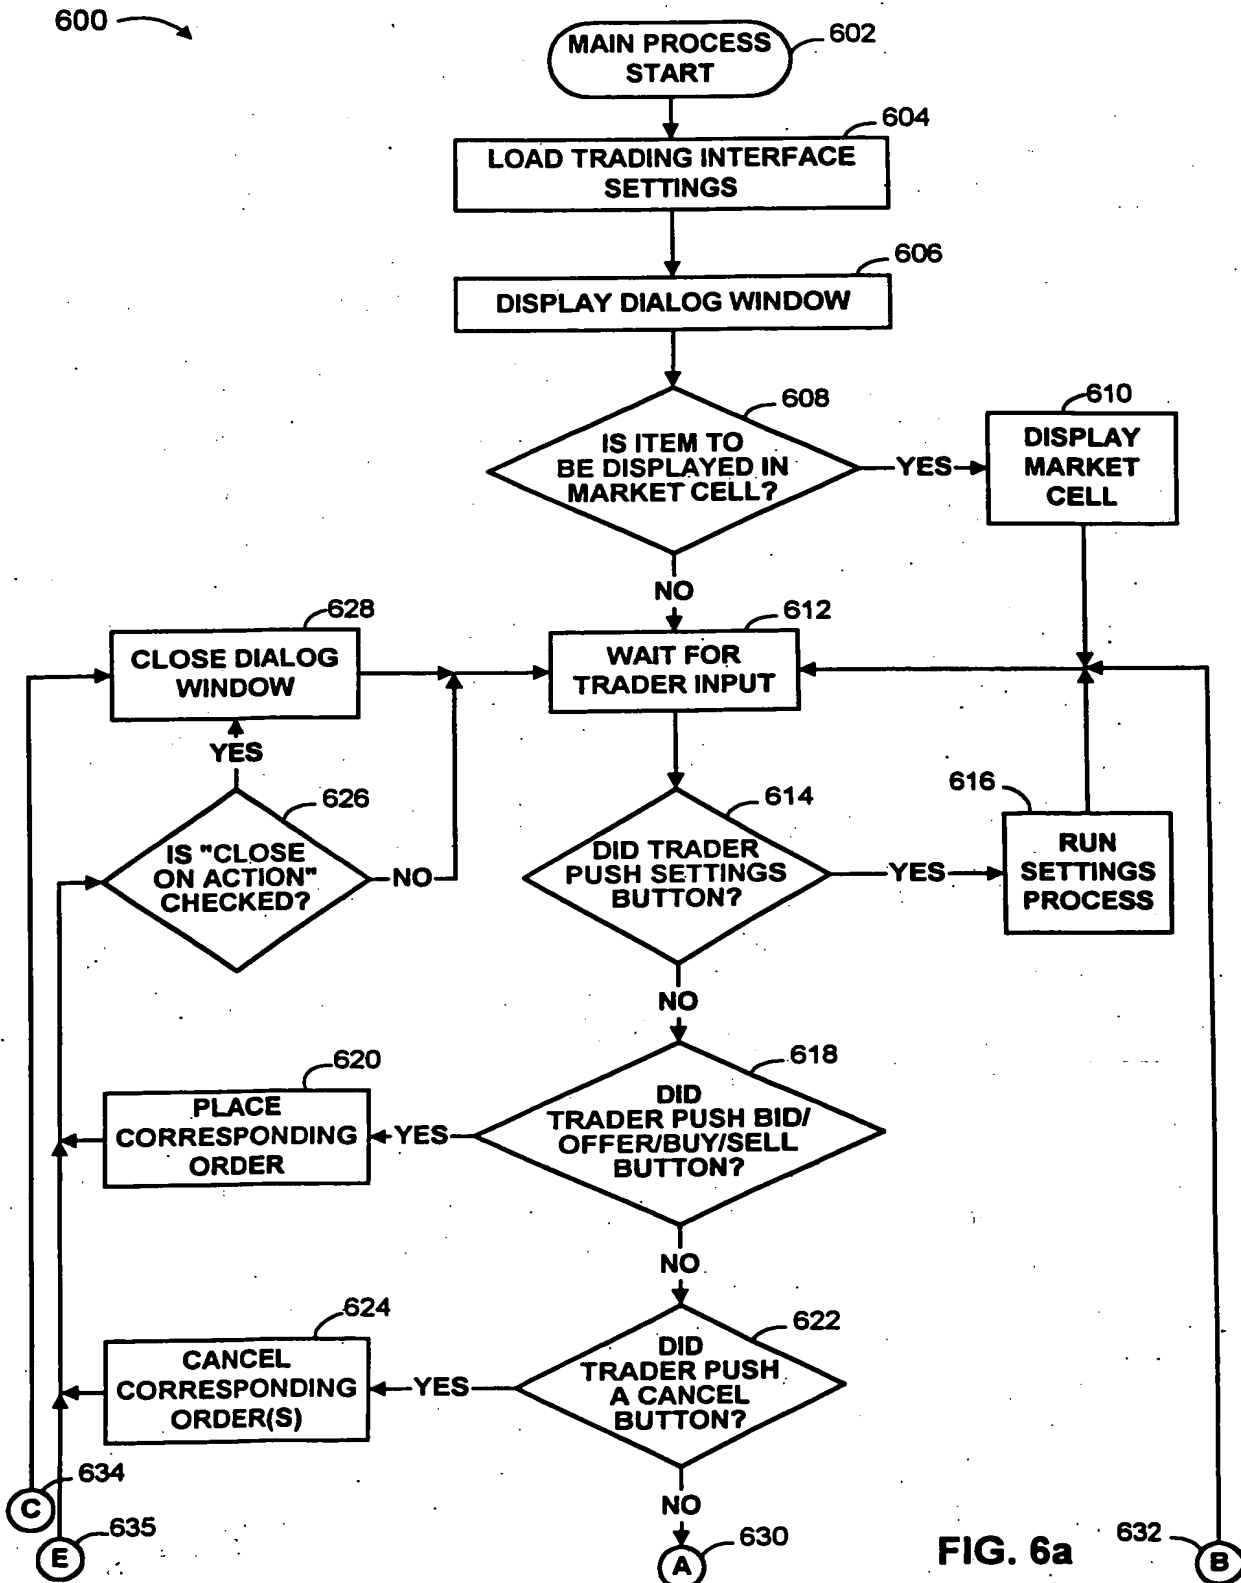 600
MAIN PROCESS
START
602
604
LOAD TRADING INTERFACE
SETTINGS
606
DISPLAY DIALOG WINDOW
608
IS ITEM TO
BE DISPLAYED IN
MARKET CELL?
YES
610
DISPLAY
MARKET
CELL
NO
628
CLOSE DIALOG
WINDOW
612
WAIT FOR
TRADER INPUT
YES
626
IS "CLOSE
ON ACTION"
CHECKED?
NO
614
DID TRADER
PUSH SETTINGS
BUTTON?
YES
616
RUN
SETTINGS
PROCESS
NO
620
PLACE
CORRESPONDING
ORDER
YES
618
DID
TRADER PUSH BID/
OFFER/BUY/SELL
BUTTON?
NO
624
CANCEL
CORRESPONDING
ORDER(S)
YES
622
DID
TRADER PUSH
A CANCEL
BUTTON?
NO
634
C
635
E
630
A
FIG. 6a
632
B